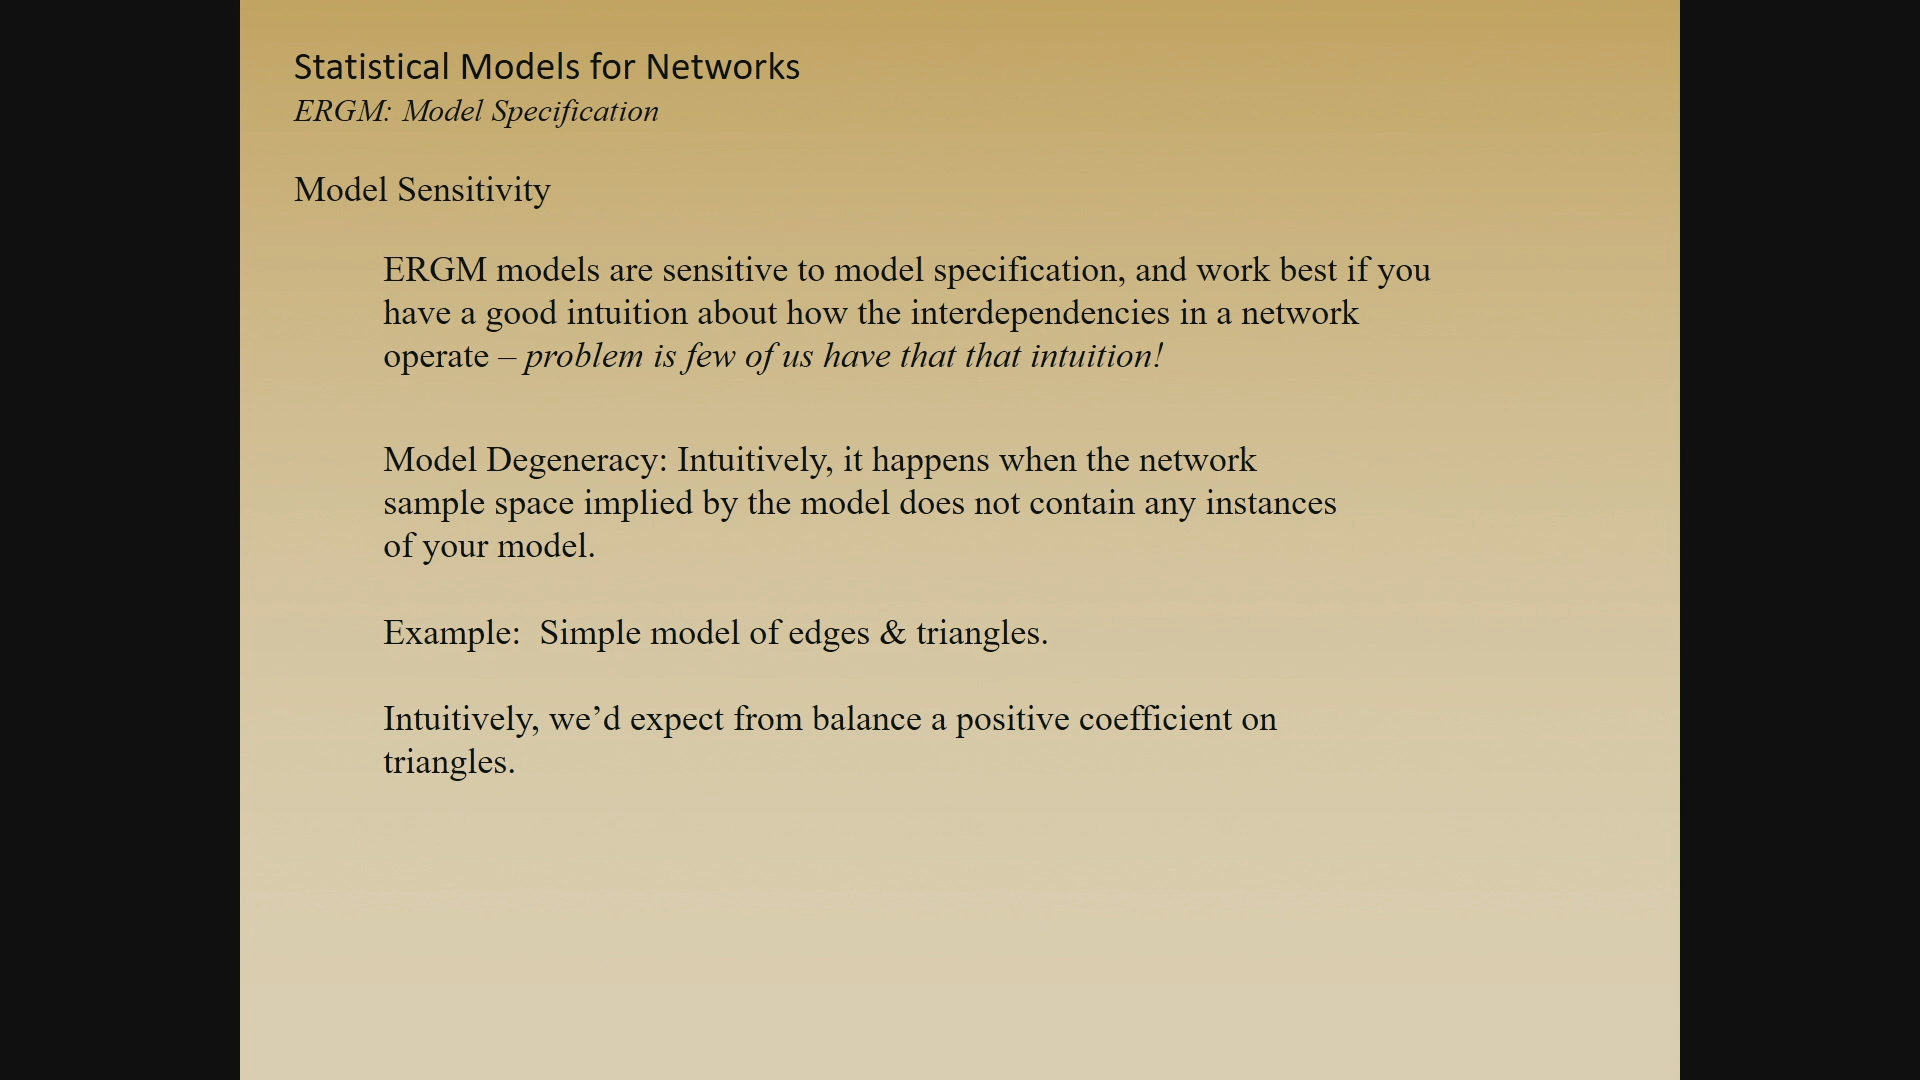 Statistical Models for Networks
ERGM: Model Specification
Model Sensitivity
ERGM models are sensitive to model specification, and work best if you
have a good intuition about how the interdependencies in a network
operate – problem is few of us have that that intuition!
Model Degeneracy: Intuitively, it happens when the network
sample space implied by the model does not contain any instances
of your model.
Example:  Simple model of edges & triangles.
Intuitively, we’d expect from balance a positive coefficient on
triangles.